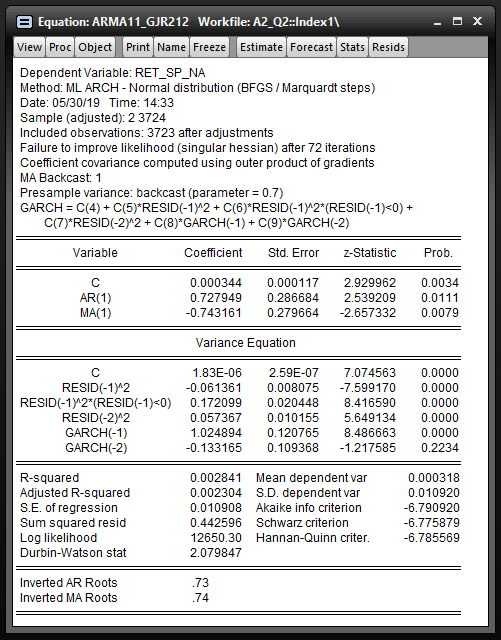 Equation: ARMA11_GJR212 Workfile: A2_Q2::Index1\
View Proc Object Print Name Freeze Estimate Forecast Stats Resids
Dependent Variable: RET_SP_NA
Method: ML ARCH - Normal distribution (BFGS / Marquardt steps)
Date: 05/30/19 Time: 14:33
Sample (adjusted): 2 3724
Included observations: 3723 after adjustments
Failure to improve likelihood (singular hessian) after 72 iterations
Coefficient covariance computed using outer product of gradients
MA Backcast: 1
Presample variance: backcast (parameter = 0.7)
GARCH = C(4) + C(5)*RESID(-1)^2 + C(6)*RESID(-1)^2*(RESID(-1)<0) +
C(7)*RESID(-2)^2 + C(8)*GARCH(-1) + C(9)*GARCH(-2)
Variable Coefficient Std. Error z-Statistic Prob.
C 0.000344 0.000117 2.929962 0.0034
AR(1) 0.727949 0.286684 2.539209 0.0111
MA(1) -0.743161 0.279664 -2.657332 0.0079
Variance Equation
C 1.83E-06 2.59E-07 7.074563 0.0000
RESID(-1)^2 -0.061361 0.008075 -7.599170 0.0000
RESID(-1)^2*(RESID(-1)<0) 0.172099 0.020448 8.416590 0.0000
RESID(-2)^2 0.057367 0.010155 5.649134 0.0000
GARCH(-1) 1.024894 0.120765 8.486663 0.0000
GARCH(-2) -0.133165 0.109368 -1.217585 0.2234
R-squared 0.002841 Mean dependent var 0.000318
Adjusted R-squared 0.002304 S.D. dependent var 0.010920
S.E. of regression 0.010908 Akaike info criterion -6.790920
Sum squared resid 0.442596 Schwarz criterion -6.775879
Log likelihood 12650.30 Hannan-Quinn criter. -6.785569
Durbin-Watson stat 2.079847
Inverted AR Roots .73
Inverted MA Roots .74